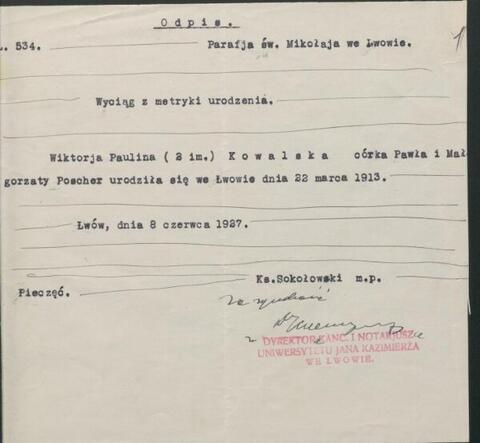 Odpis.
L. 534. Parafja św. Mikołaja we Lwowie.
1
Wyciąg z metryki urodzenia.
Wiktorja Paulina ( 2 im.) Kowalska córka Pawła i Mał
gorzaty Poscher urodziła się we Lwowie dnia 22 marca 1913.
Lwów, dnia 8 czerwca 1927.
Ks.Sokołowski m.p.
Pieczęć.
Za zgodność
DYREKTOR KANC. I NOTARJUSZ
UNIWERSYTETU JANA KAZIMIERZA
WE LWOWIE.